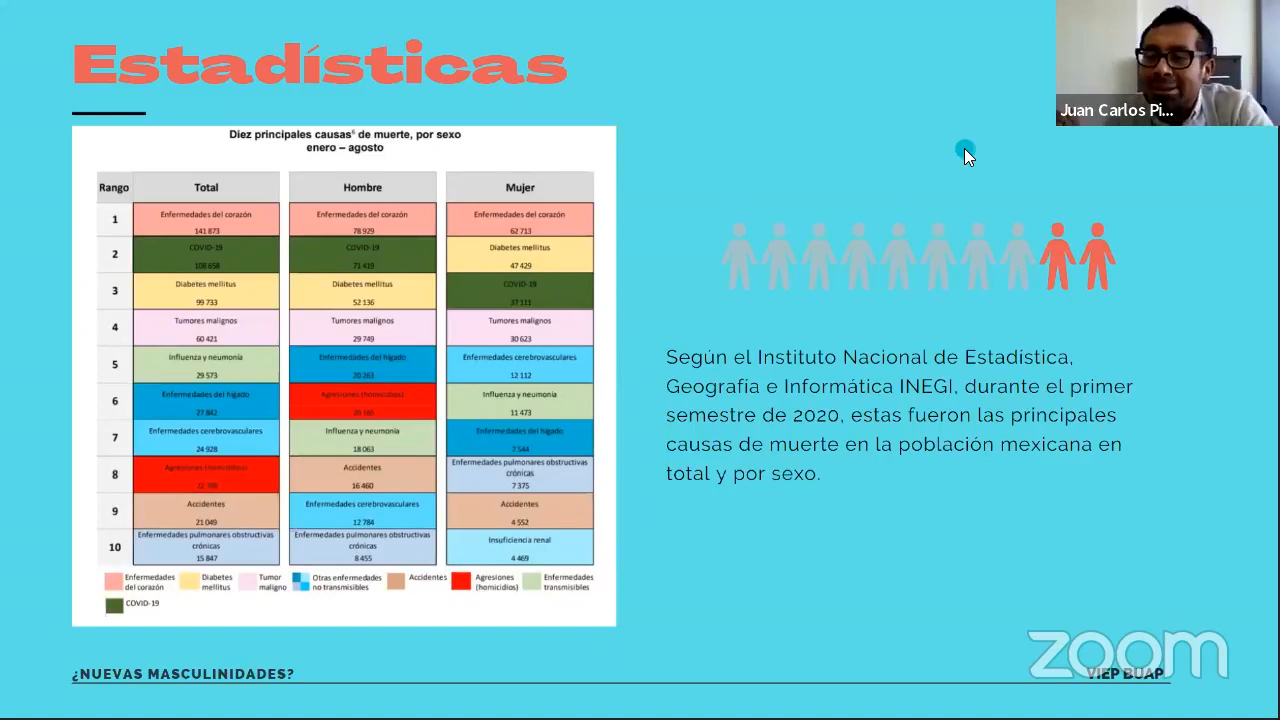 Estadísticas
Juan Carlos Pi...
Diez principales causas⁶ de muerte, por sexo
enero – agosto
Rango Total Hombre Mujer
1 Enfermedades del corazón Enfermedades del corazón Enfermedades del corazón
141 873 78 929 62 713
2 COVID-19 COVID-19 Diabetes mellitus
108 658 71 419 47 429
3 Diabetes mellitus Diabetes mellitus COVID-19
99 733 52 136 37 111
4 Tumores malignos Tumores malignos Tumores malignos
60 421 29 749 30 623
5 Influenza y neumonía Enfermedades del hígado Enfermedades cerebrovasculares
29 573 20 263 12 112
6 Enfermedades del hígado Agresiones (homicidios) Influenza y neumonía
27 842 11 473
7 Enfermedades cerebrovasculares Influenza y neumonía Enfermedades del hígado
24 928 18 063 7 544
8 Agresiones (homicidios) Accidentes Enfermedades pulmonares obstructivas crónicas
16 460 7 375
9 Accidentes Enfermedades cerebrovasculares Accidentes
21 049 12 784 4 552
10 Enfermedades pulmonares obstructivas crónicas Enfermedades pulmonares obstructivas crónicas Insuficiencia renal
15 847 8 455 4 469
Enfermedades del corazón Diabetes mellitus Tumor maligno Otras enfermedades no transmisibles Accidentes Agresiones (homicidios) Enfermedades transmisibles
COVID-19
Según el Instituto Nacional de Estadística,
Geografía e Informática INEGI, durante el primer
semestre de 2020, estas fueron las principales
causas de muerte en la población mexicana en
total y por sexo.
¿NUEVAS MASCULINIDADES?
VIEP BUAP
zoom